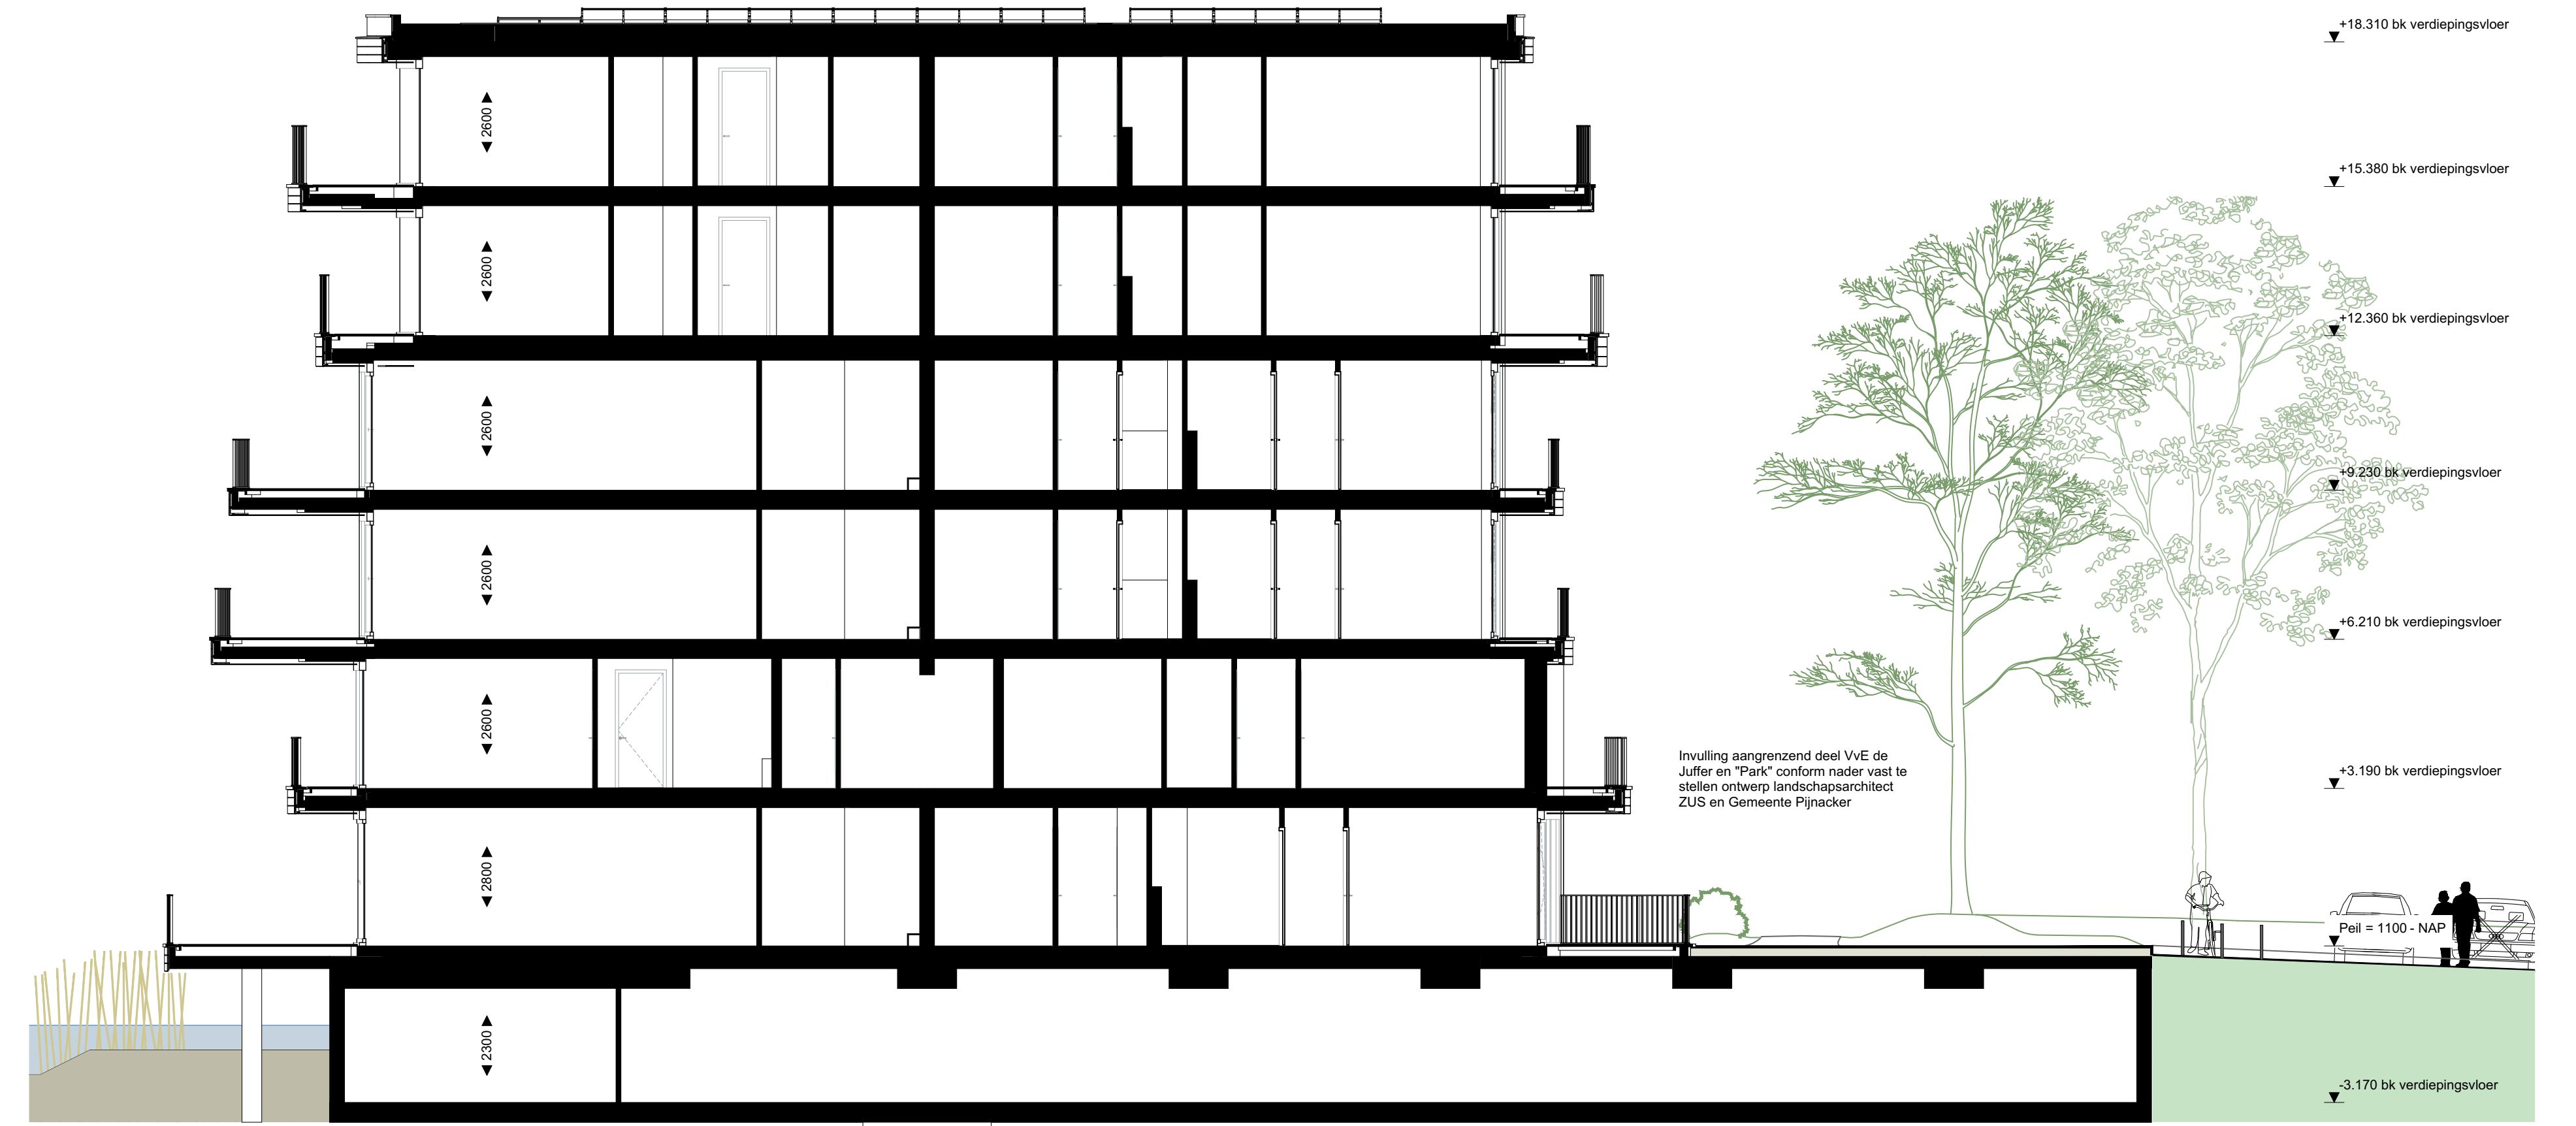 +18.310 bk verdiepingsvloer
2600
+15.380 bk verdiepingsvloer
2600
+12.360 bk verdiepingsvloer
2600
+9.230 bk verdiepingsvloer
2600
+6.210 bk verdiepingsvloer
2600
Invulling aangrenzend deel VvE de
Juffer en "Park" conform nader vast te
stellen ontwerp landschapsarchitect
ZUS en Gemeente Pijnacker
+3.190 bk verdiepingsvloer
2800
Peil = 1100 - NAP
2300
-3.170 bk verdiepingsvloer